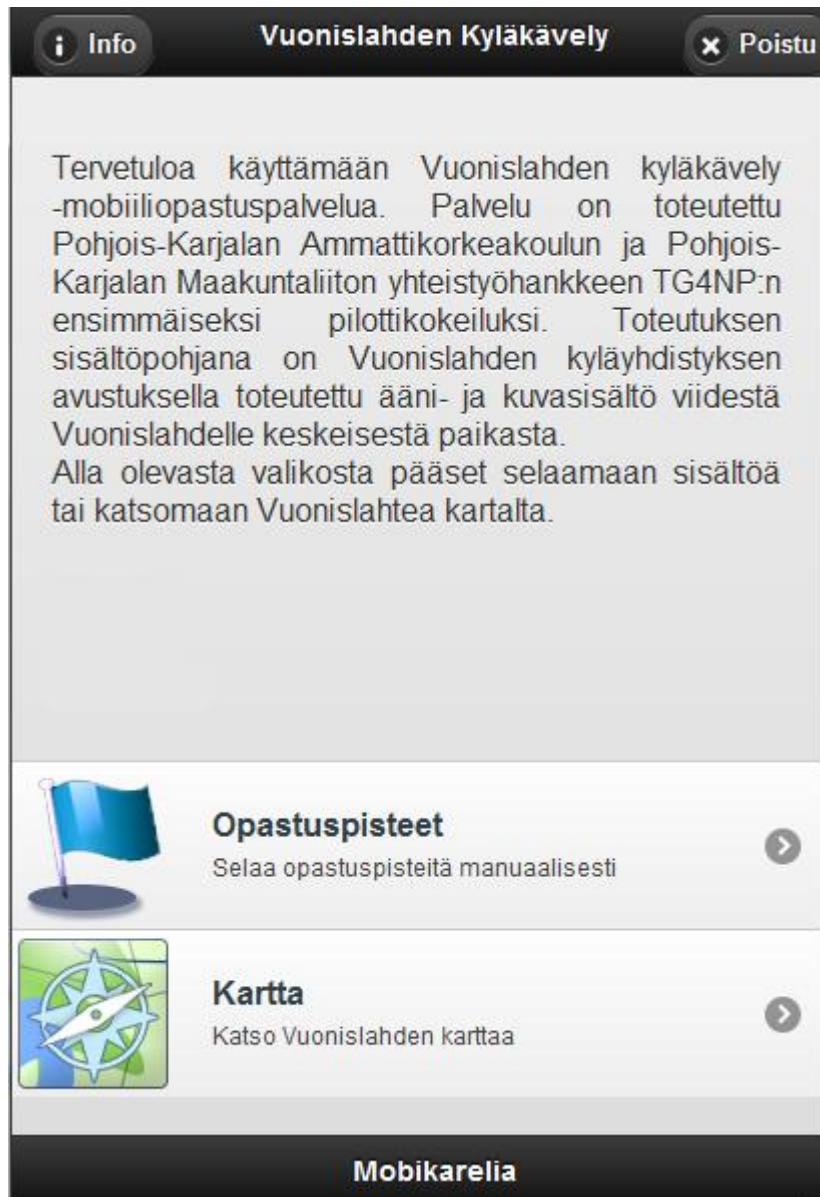 Info
Vuonislahden Kyläkävely
Poistu
Tervetuloa käyttämään Vuonislahden kyläkävely
-mobiiliopastuspalvelua. Palvelu on toteutettu
Pohjois-Karjalan Ammattikorkeakoulun ja Pohjois-
Karjalan Maakuntaliiton yhteistyöhankkeen TG4NP:n
ensimmäiseksi pilottikokeiluksi. Toteutuksen
sisältöpohjana on Vuonislahden kyläyhdistyksen
avustuksella toteutettu ääni- ja kuvasisältö viidestä
Vuonislahdelle keskeisestä paikasta.
Alla olevasta valikosta pääset selaamaan sisältöä
tai katsomaan Vuonislahtea kartalta.
Opastuspisteet
Selaa opastuspisteitä manuaalisesti
Kartta
Katso Vuonislahden karttaa
Mobikarelia